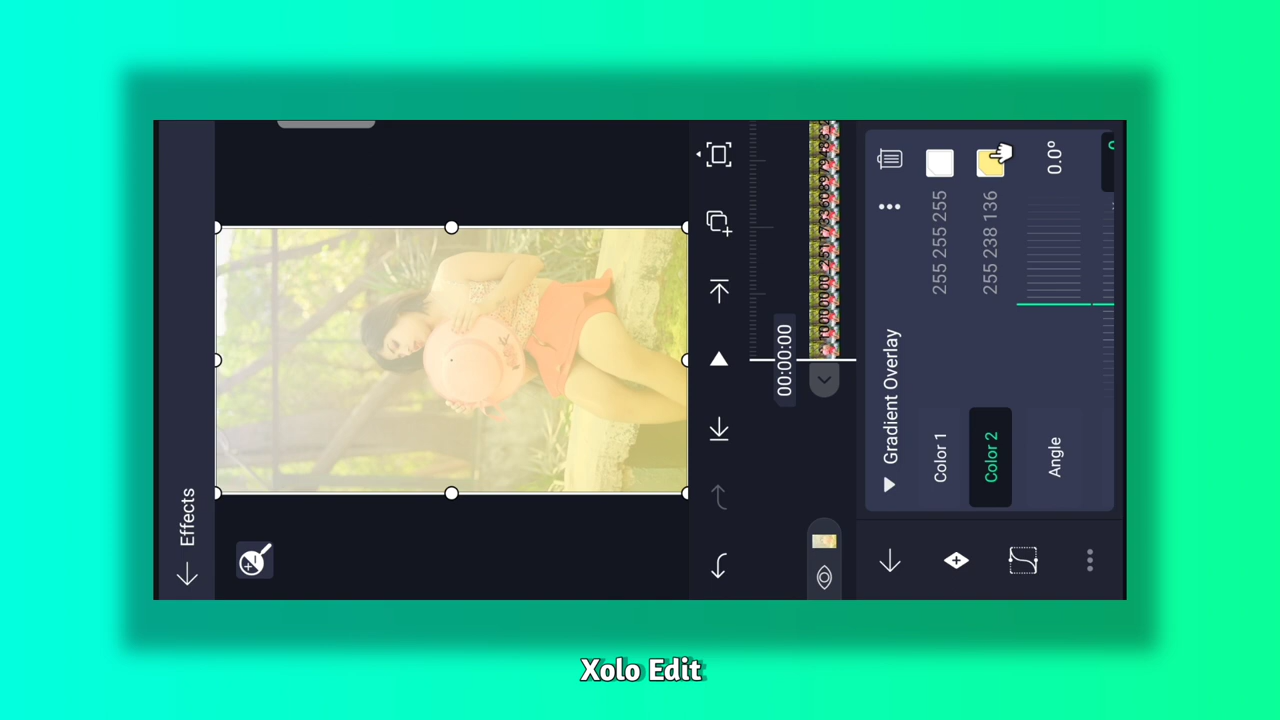 Effects
00:00:00
Gradient Overlay
Color 1
255 255 255
Color 2
255 238 136
Angle
0.0°
Xolo Edit